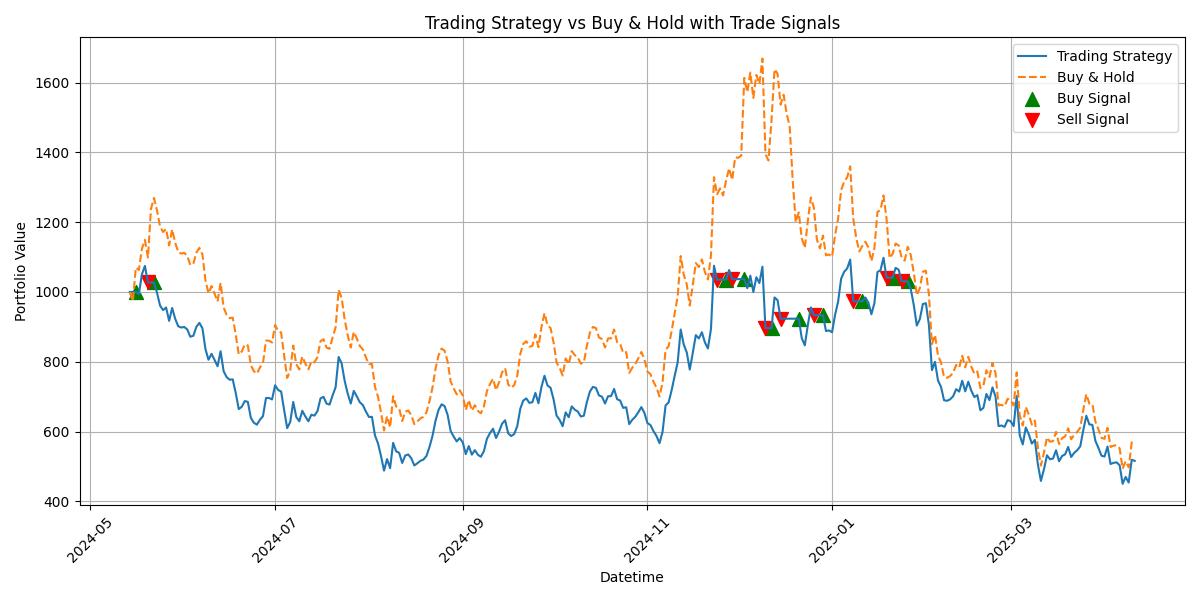 Trading Strategy vs Buy & Hold with Trade Signals
Trading Strategy
Buy & Hold
Buy Signal
Sell Signal
Portfolio Value
1600
1400
1200
1000
800
600
400
2024-05
2024-07
2024-09
2024-11
2025-01
2025-03
Datetime